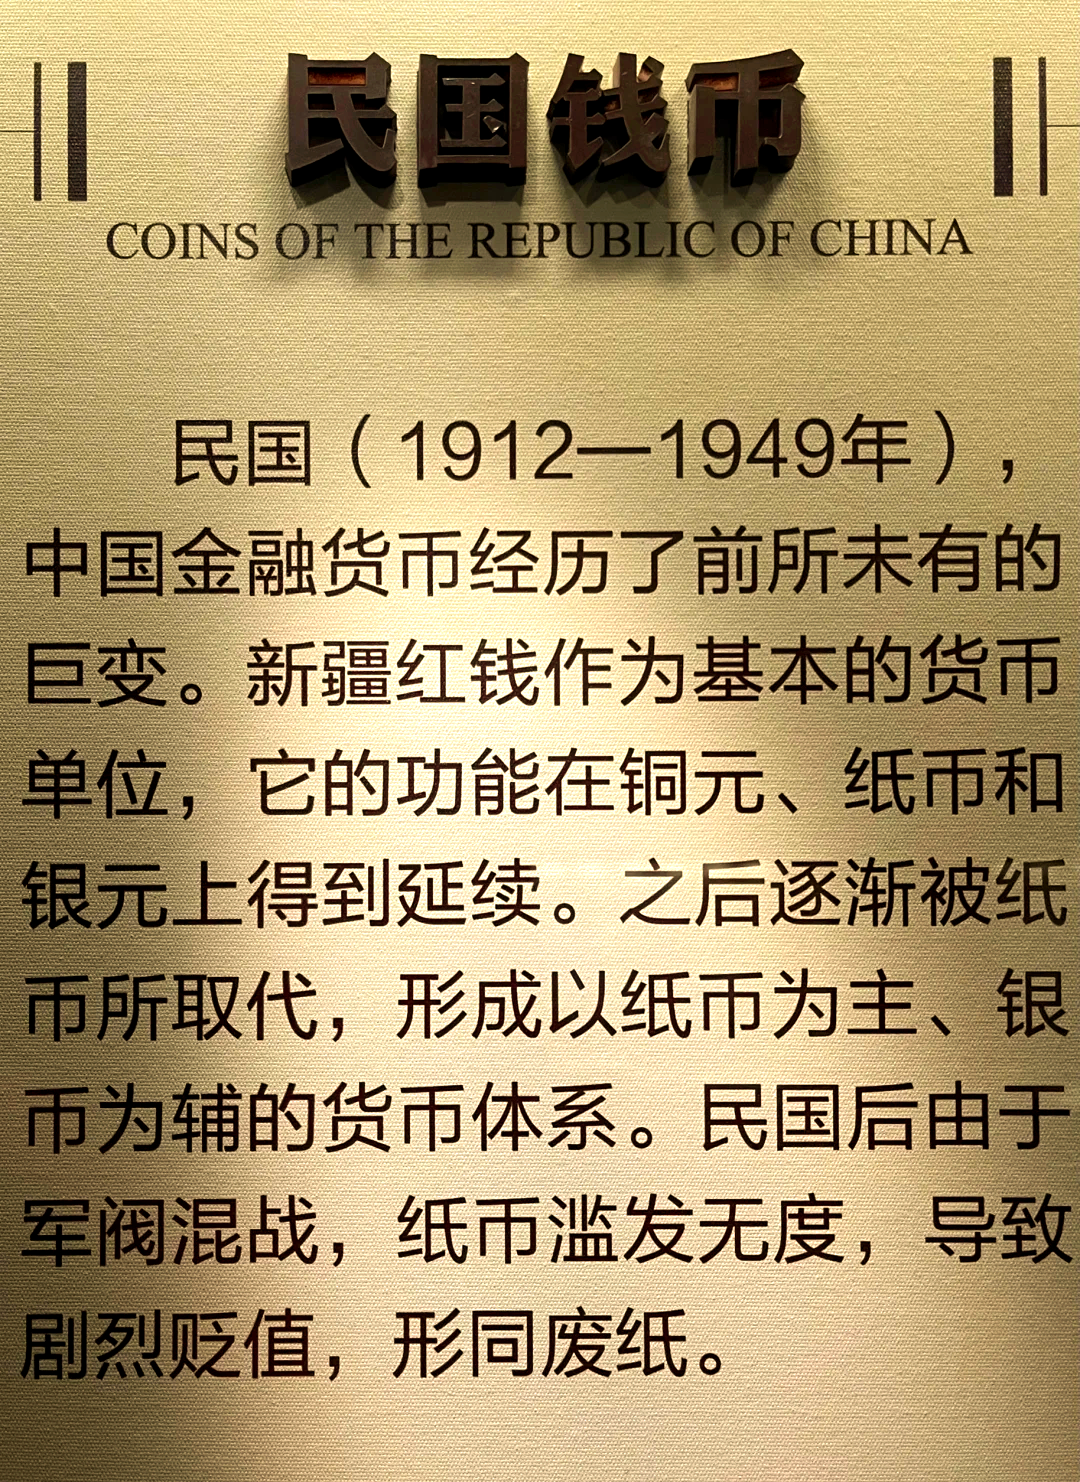 民国钱币
COINS OF THE REPUBLIC OF CHINA
民国（1912—1949年），
中国金融货币经历了前所未有的
巨变。新疆红钱作为基本的货币
单位，它的功能在铜元、纸币和
银元上得到延续。之后逐渐被纸
币所取代，形成以纸币为主、银
币为辅的货币体系。民国后由于
军阀混战，纸币滥发无度，导致
剧烈贬值，形同废纸。